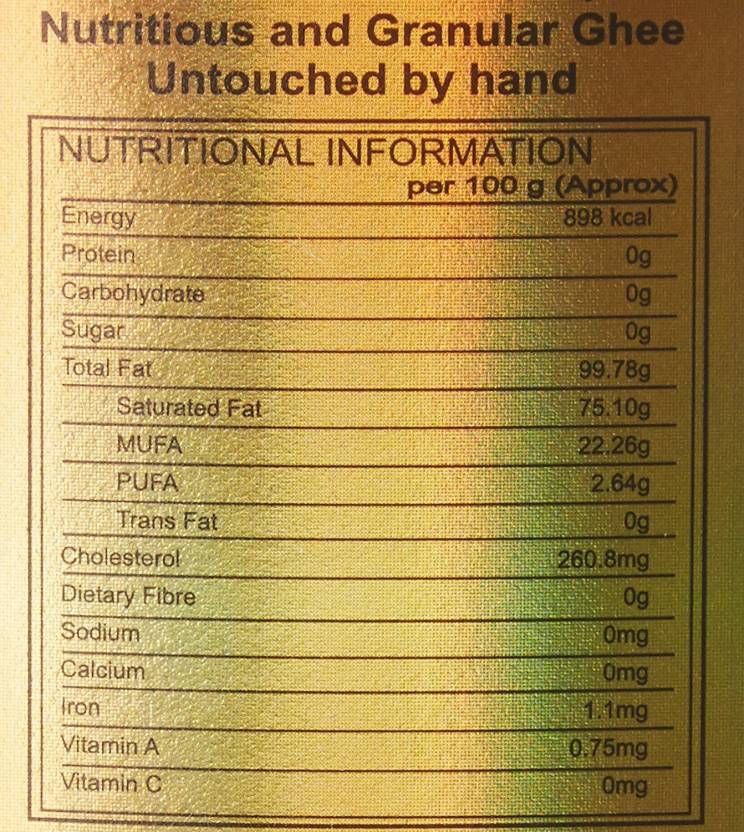 Nutritious and Granular Ghee
Untouched by hand
NUTRITIONAL INFORMATION
per 100 g (Approx)
Energy 898 kcal
Protein 0g
Carbohydrate 0g
Sugar 0g
Total Fat 99.78g
Saturated Fat 75.10g
MUFA 22.26g
PUFA 2.64g
Trans Fat 0g
Cholesterol 260.8mg
Dietary Fibre 0g
Sodium 0mg
Calcium 0mg
Iron 1.1mg
Vitamin A 0.75mg
Vitamin C 0mg